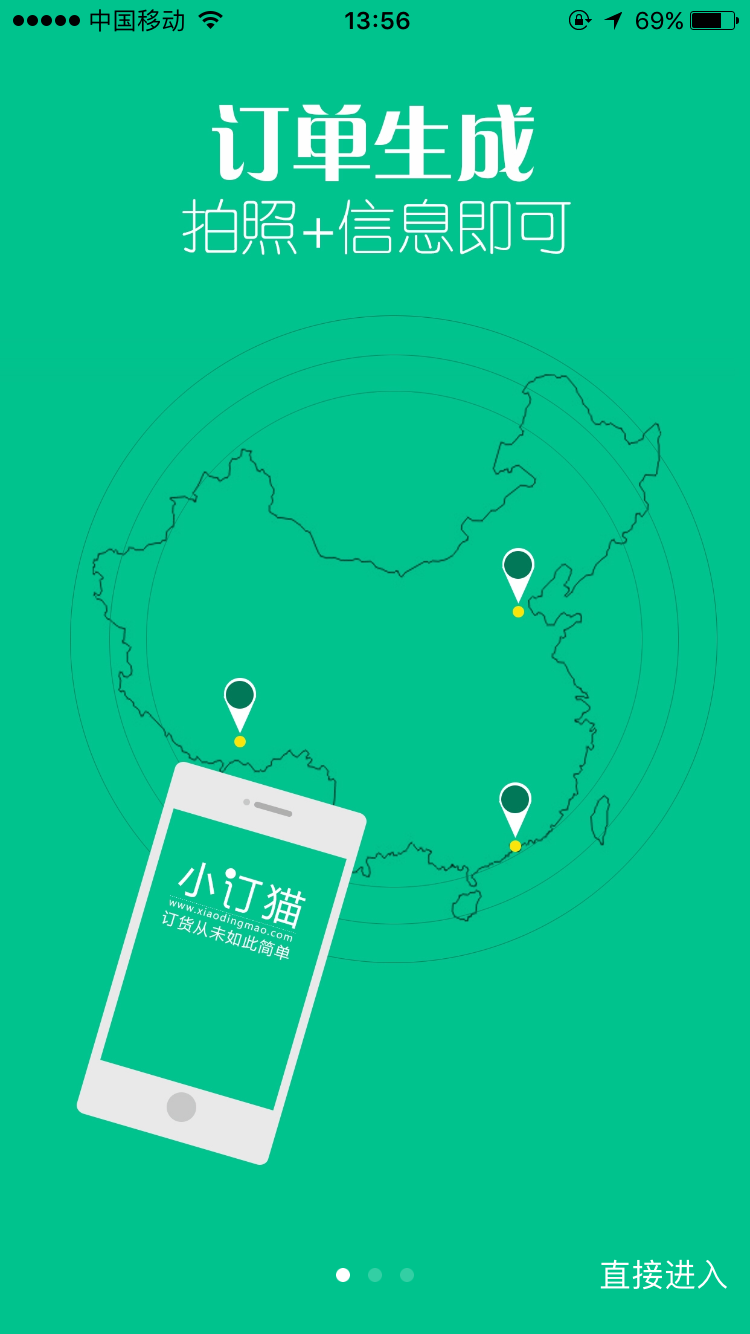 中国移动 13:56 69%
订单生成
拍照+信息即可
小订猫
www.xiaodingmao.com
订货从未如此简单
直接进入